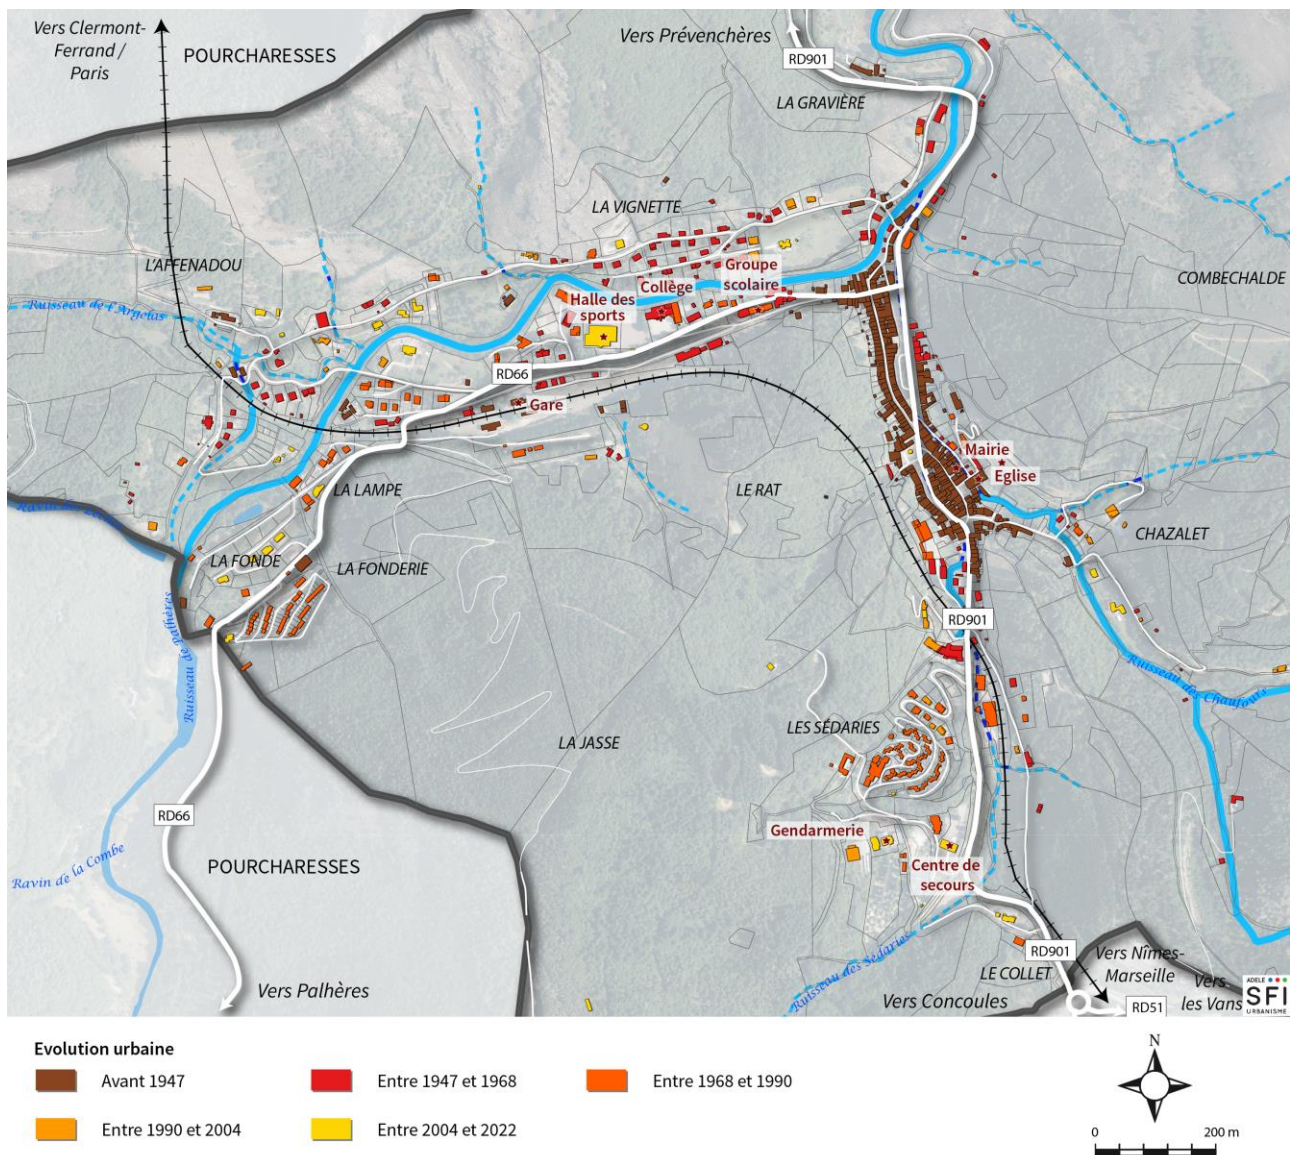 Vers Clermont-
Ferrand /
Paris
POURCHARESSES
Vers Prévenchères
RD901
LA GRAVIÈRE
LA VIGNETTE
L'AFFENADOU
COMBECHALDE
Ruisseau de l'Argelas
Groupe
scolaire
Collège
Halle des
sports
RD66
Gare
Mairie
Eglise
LA LAMPE
LE RAT
CHAZALET
LA FONDE
LA FONDERIE
Ruisseau de Palhères
RD901
Ruisseau des Chaufours
LES SÉDARIES
LA JASSE
RD66
Gendarmerie
Centre de
secours
POURCHARESSES
Ravin de la Combe
Ruisseau des Sédaries
RD901
LE COLLET
Vers Nîmes-
Marseille
Vers Palhères
Vers Concoules
Vers
les Vans
RD51
ADELE
SFI
URBANISME
Evolution urbaine
Avant 1947
Entre 1947 et 1968
Entre 1968 et 1990
Entre 1990 et 2004
Entre 2004 et 2022
N
0 200 m